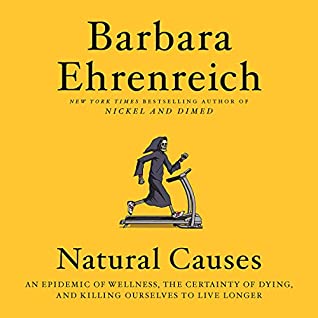 Barbara
Ehrenreich
NEW YORK TIMES BESTSELLING AUTHOR OF
NICKEL AND DIMED
Natural Causes
AN EPIDEMIC OF WELLNESS, THE CERTAINTY OF DYING,
AND KILLING OURSELVES TO LIVE LONGER